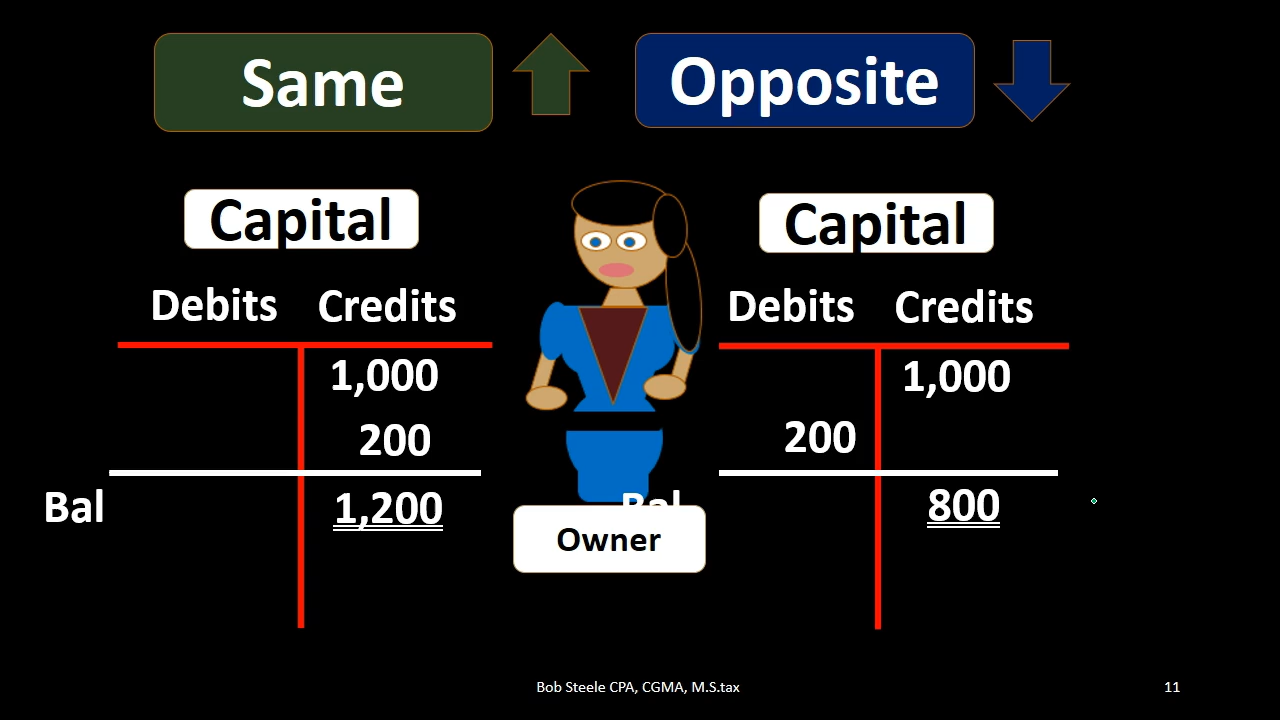 Same
Opposite
Capital
Capital
Debits Credits
Debits Credits
1,000
1,000
200
200
Bal 1,200
Bal 800
Owner
Bob Steele CPA, CGMA, M.S.tax
11